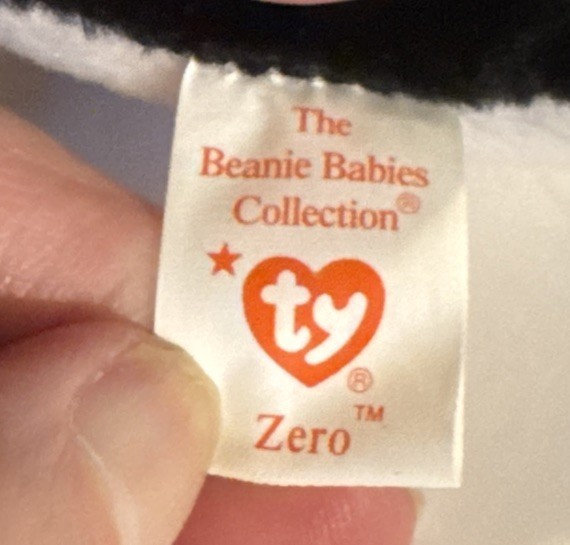 The
Beanie Babies
Collection®
★ ty ®
Zero™